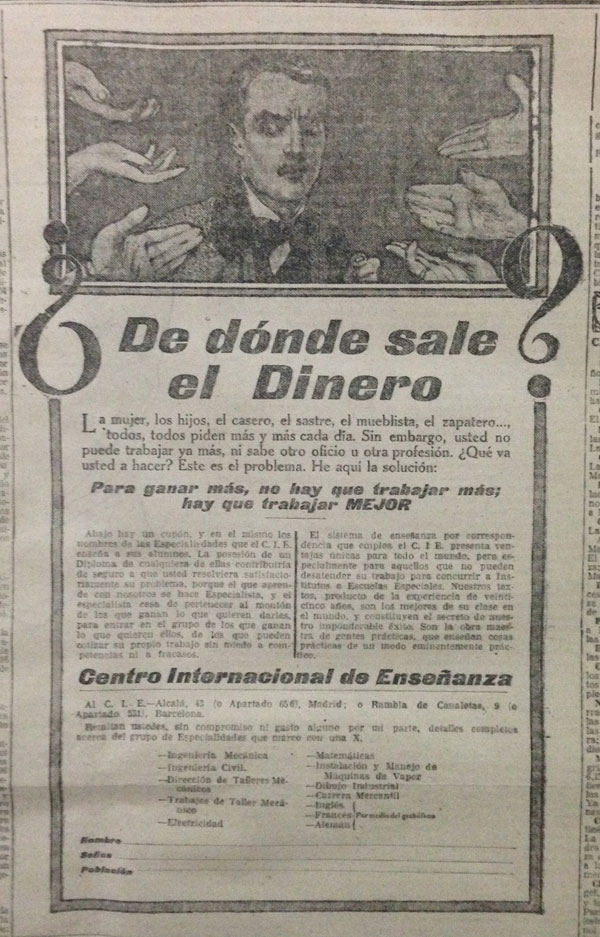 ¿De dónde sale
el Dinero?
La mujer, los hijos, el casero, el sastre, el mueblista, el zapatero...,
todos, todos piden más y más cada día. Sin embargo, usted no
puede trabajar ya más, ni sabe otro oficio u otra profesión. ¿Qué va
usted a hacer? Este es el problema. He aquí la solución:
Para ganar más, no hay que trabajar más;
hay que trabajar MEJOR
Abajo hay un cupón, y en el mismo los
nombres de las Especialidades que el C. I. E.
enseña a sus alumnos. La posesión de un
Diploma de cualquiera de ellas contribuiría
de seguro a que usted resolviera satisfacto-
riamente su problema, porque el que apren-
de con nosotros se hace Especialista, y el
especialista cesa de pertenecer al montón
de los que ganan lo que quieren darles,
para entrar en el grupo de los que ganan
lo que quieren ellos, de los que pueden
cotizar su propio trabajo sin miedo a com-
petencias ni a fracasos.
El sistema de enseñanza por correspon-
dencia que emplea el C. I E. presenta ven-
tajas únicas para todo el mundo, pero es-
pecialmente para aquellos que no pueden
desatender su trabajo para concurrir a Ins-
titutos o Escuelas Especiales. Nuestros tex-
tos, producto de la experiencia de veinti-
cinco años, son los mejores de su clase en
el mundo, y constituyen el secreto de nues-
tro imponderable éxito. Son la obra maes-
tra de gentes prácticas, que enseñan cosas
prácticas de un modo eminentemente prác-
tico.
Centro Internacional de Enseñanza
Al C. I. E.—Alcalá, 43 (o Apartado 656), Madrid; o Rambla de Canaletas, 9 (o
Apartado 531), Barcelona.
Remitan ustedes, sin compromiso ni gasto alguno por mi parte, detalles completos
acerca del grupo de Especialidades que marco con una X.
—Ingeniería Mecánica
—Ingeniería Civil.
—Dirección de Talleres Me-
cánicos
—Trabajos de Taller Mecá-
nico
—Electricidad
—Matemáticas
—Instalación y Manejo de
Máquinas de Vapor
—Dibujo Industrial
—Carrera Mercantil
—Inglés
—Francés Por medio del grafófono
—Alemán
Nombre
Señas
Población